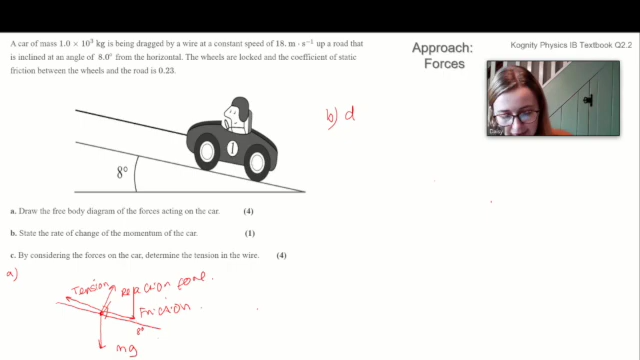 A car of mass 1.0 × 10³ kg is being dragged by a wire at a constant speed of 18. m · s⁻¹ up a road that
is inclined at an angle of 8.0° from the horizontal. The wheels are locked and the coefficient of static
friction between the wheels and the road is 0.23.
Approach:
Forces
Kognity Physics IB Textbook Q2.2
Daisy
b) d
1
8°
a. Draw the free body diagram of the forces acting on the car. (4)
b. State the rate of change of the momentum of the car. (1)
c. By considering the forces on the car, determine the tension in the wire. (4)
a)
Tension
Reaction force.
Friction.
8°
mg